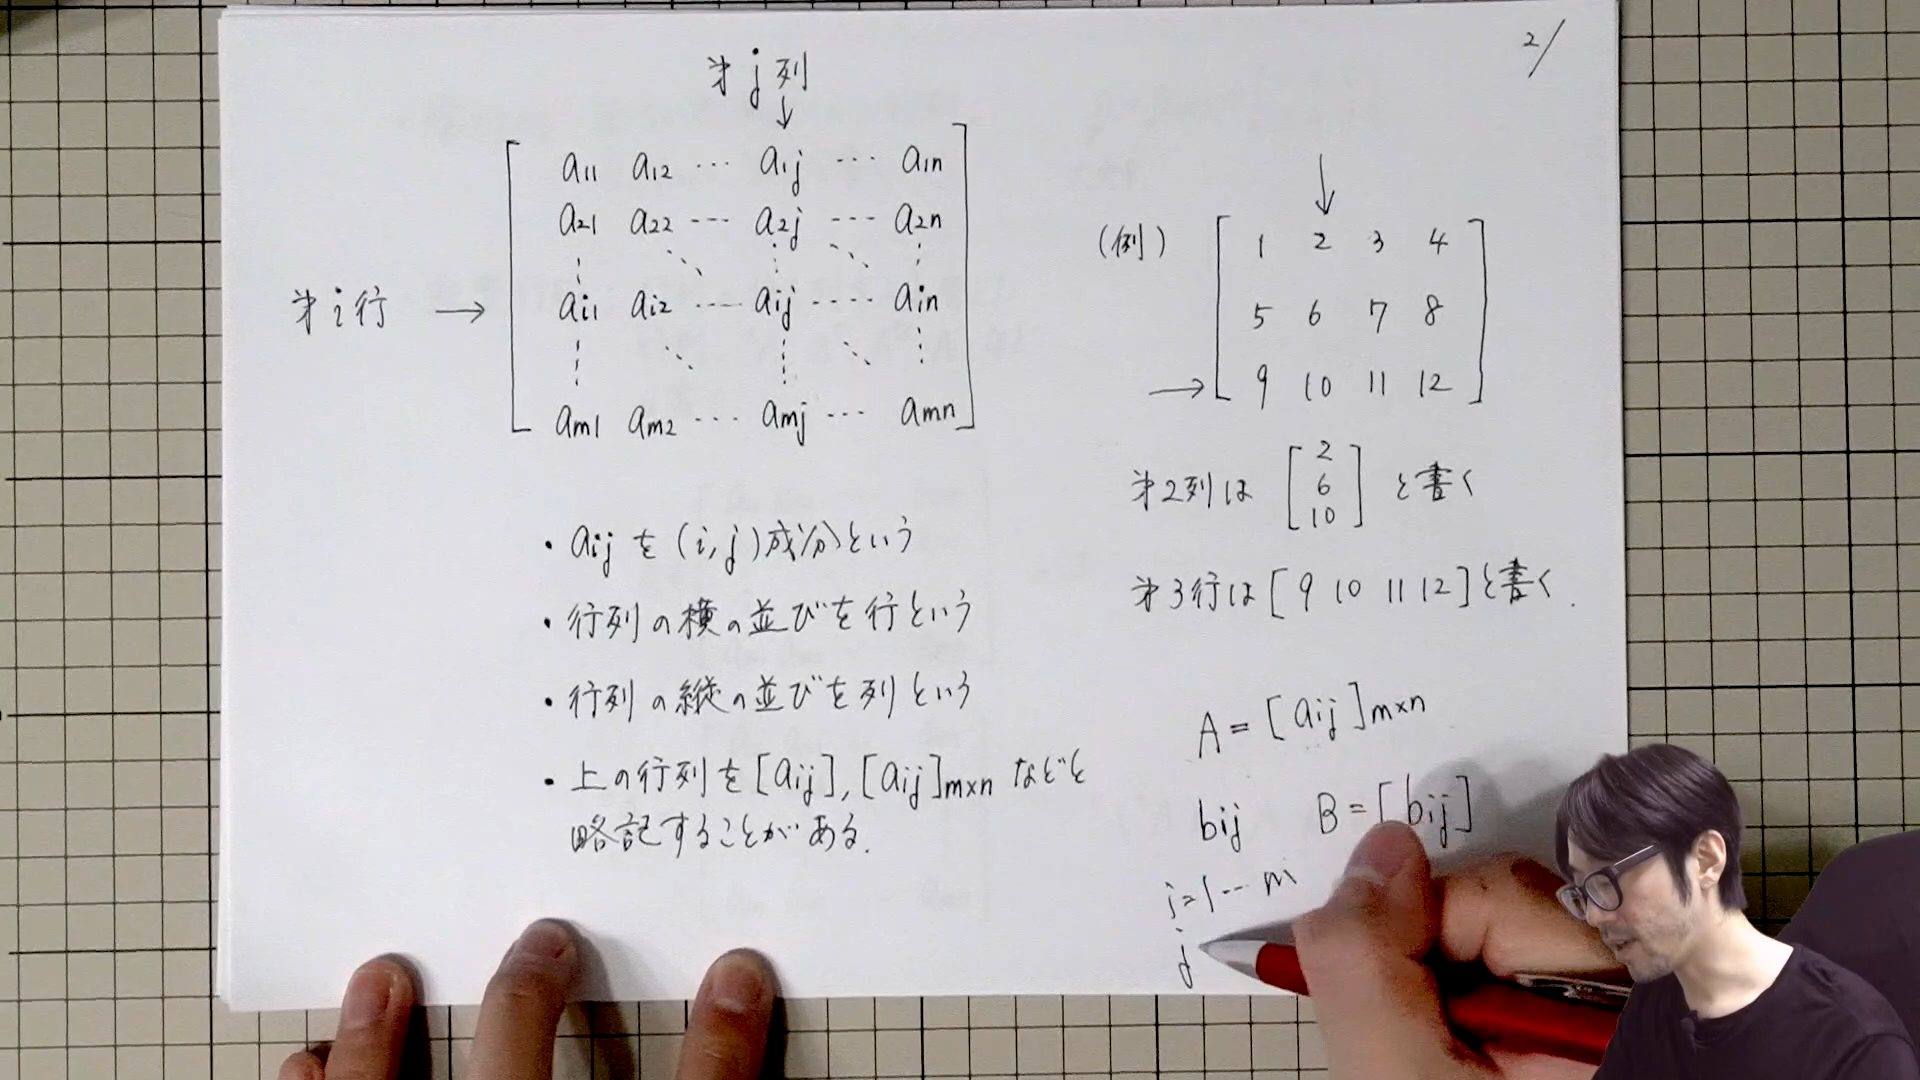 2/
第j列
↓
a11 a12 … a1j … a1n
a21 a22 --- a2j --- a2n
第i行 → ai1 ai2 ---- aij ---- ain
am1 am2 … amj … amn
・aijを(i,j)成分という
・行列の横の並びを行という
・行列の縦の並びを列という
・上の行列を[aij], [aij]m×n などと
略記することがある.
↓
(例)
1 2 3 4
5 6 7 8
→ 9 10 11 12
第2列は [2 6 10] と書く
第3行は [9 10 11 12] と書く.
A = [aij]m×n
bij B = [bij]
i=1 … m
j